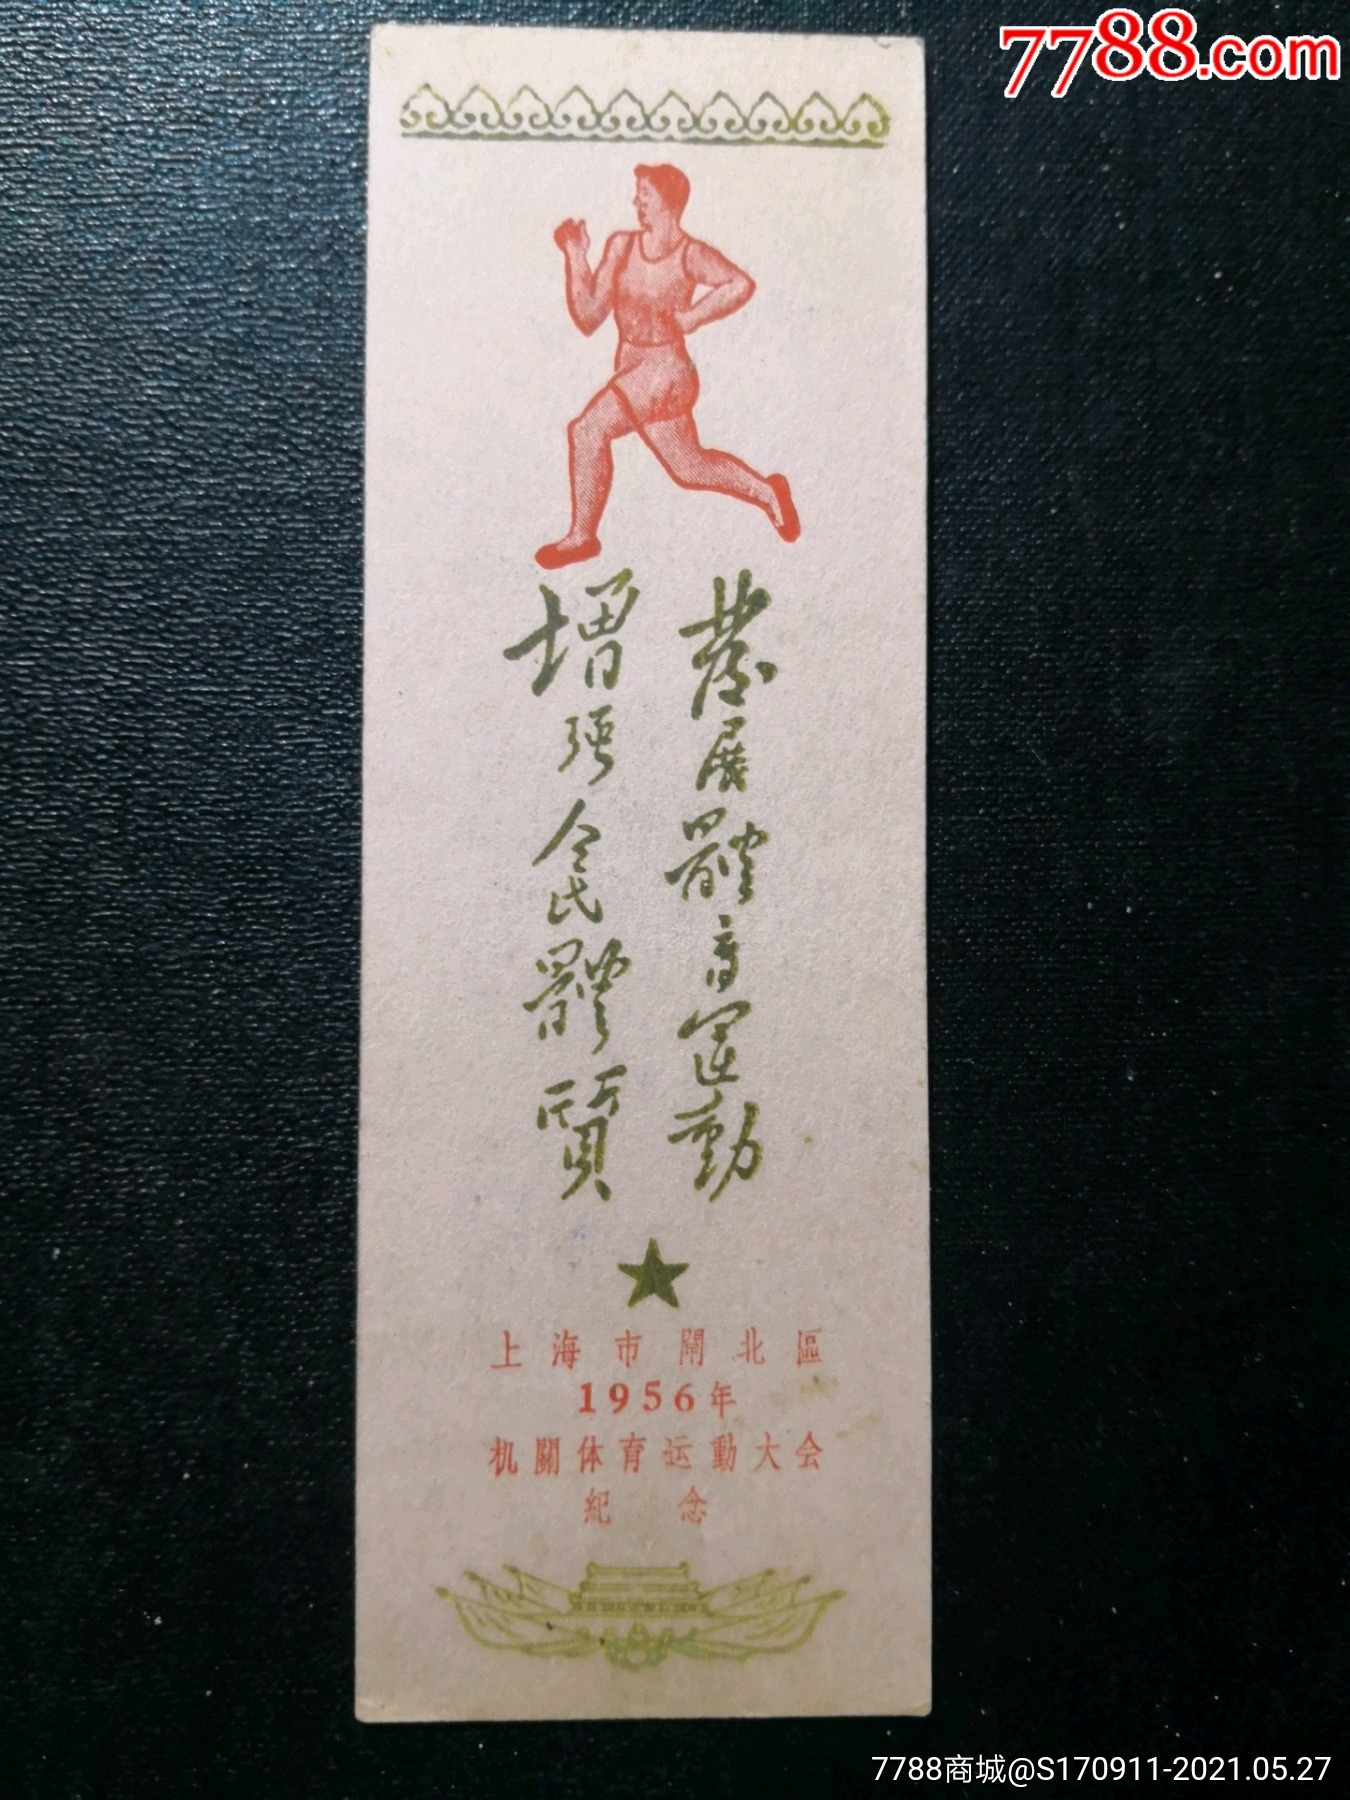 7788.com
发展體育运動
增强人民體質
上海市閘北區
1956年
机關体育运動大会
紀念
7788商城@S170911-2021.05.27